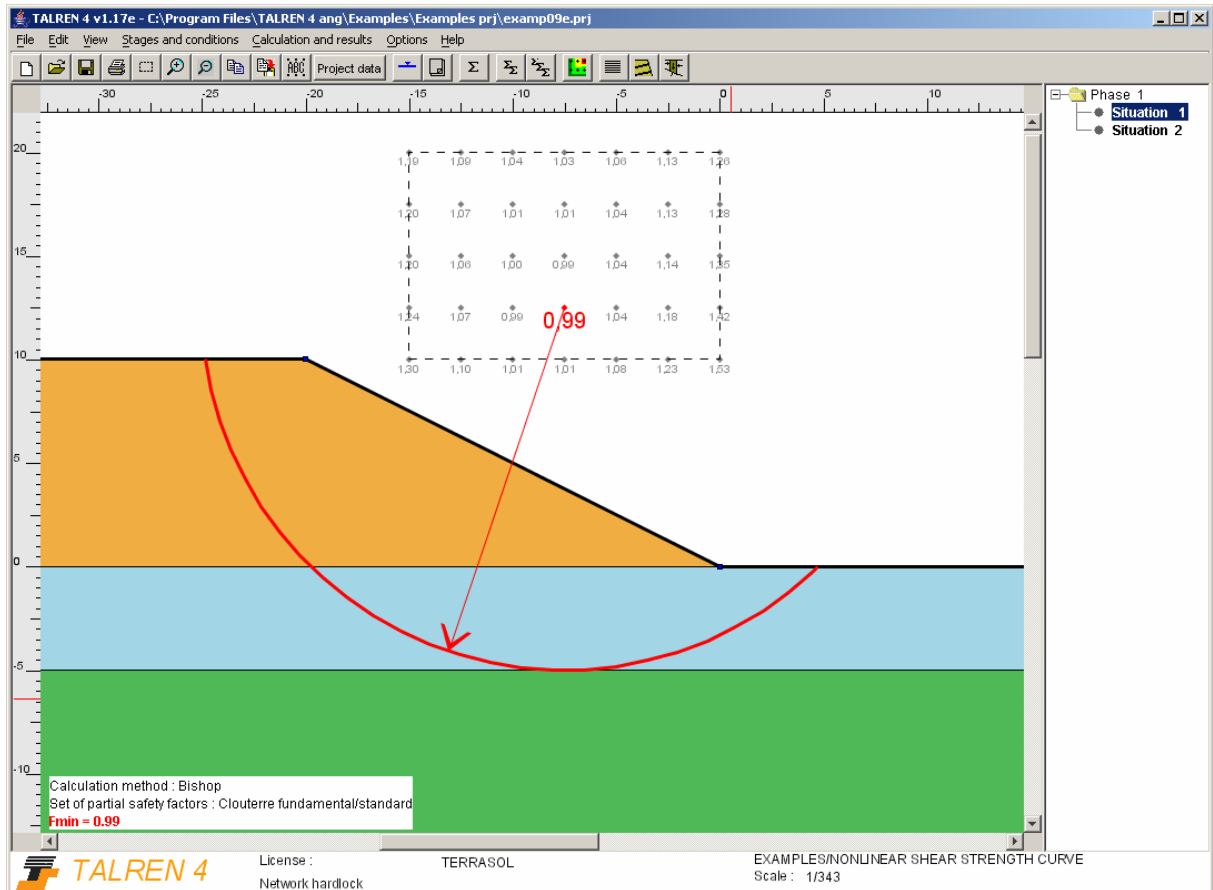 TALREN 4 v1.17e - C:\Program Files\TALREN 4 ang\Examples\Examples prj\examp09e.prj
File Edit View Stages and conditions Calculation and results Options Help
ABC Project data Σ
-30 -25 -20 -15 -10 -5 0 5 10
Phase 1
Situation 1
Situation 2
20
1,19 1,09 1,04 1,03 1,06 1,13 1,26
1,20 1,07 1,01 1,01 1,04 1,13 1,28
15
1,20 1,06 1,00 0,99 1,04 1,14 1,35
1,24 1,07 0,99 0,99 1,04 1,18 1,42
10
1,30 1,10 1,01 1,01 1,08 1,23 1,53
5
0
-5
-10
Calculation method : Bishop
Set of partial safety factors : Clouterre fundamental/standard
Fmin = 0.99
TALREN 4
License :
TERRASOL
EXAMPLES/NONLINEAR SHEAR STRENGTH CURVE
Network hardlock
Scale : 1/343